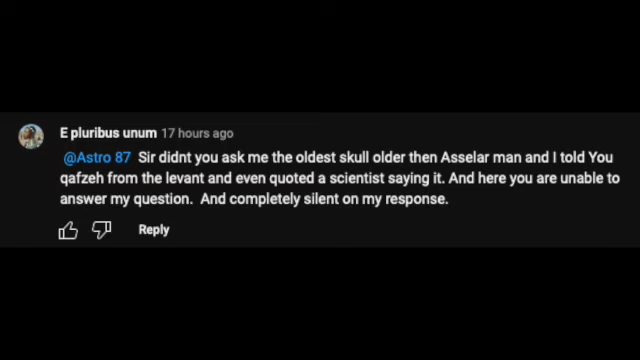 E pluribus unum 17 hours ago
@Astro 87 Sir didnt you ask me the oldest skull older then Asselar man and I told You
qafzeh from the levant and even quoted a scientist saying it. And here you are unable to
answer my question. And completely silent on my response.
Reply